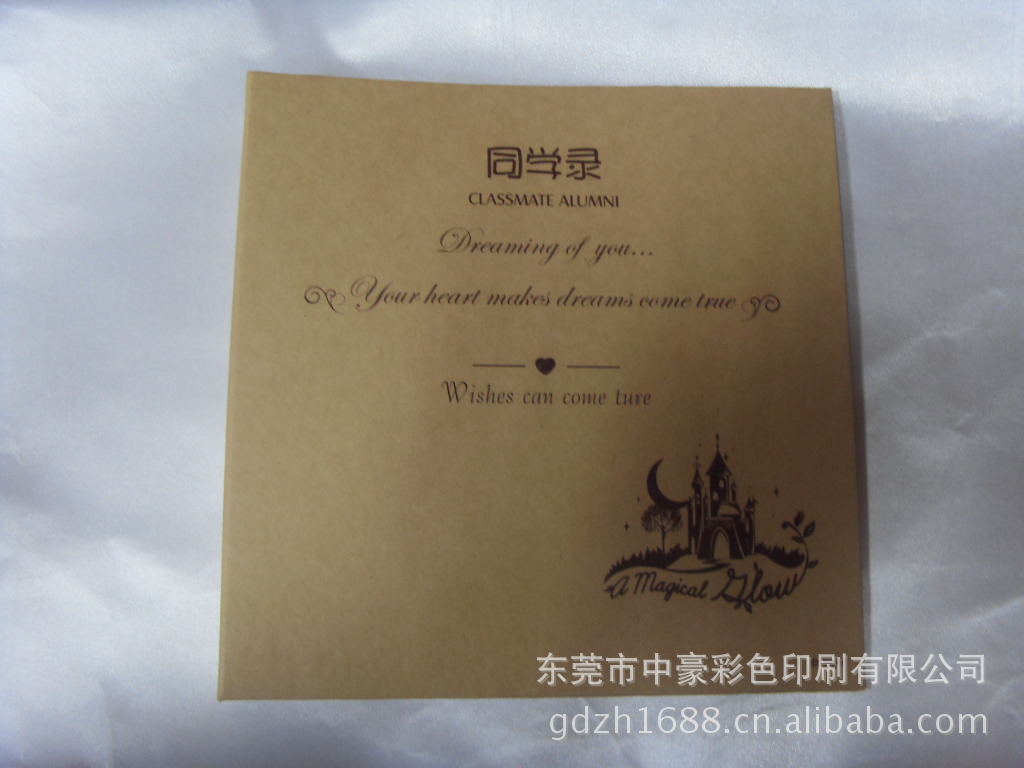 同学录
CLASSMATE ALUMNI
Dreaming of you...
Your heart makes dreams come true
Wishes can come ture
A Magical Glow
东莞市中豪彩色印刷有限公司
gdzh1688.cn.alibaba.com